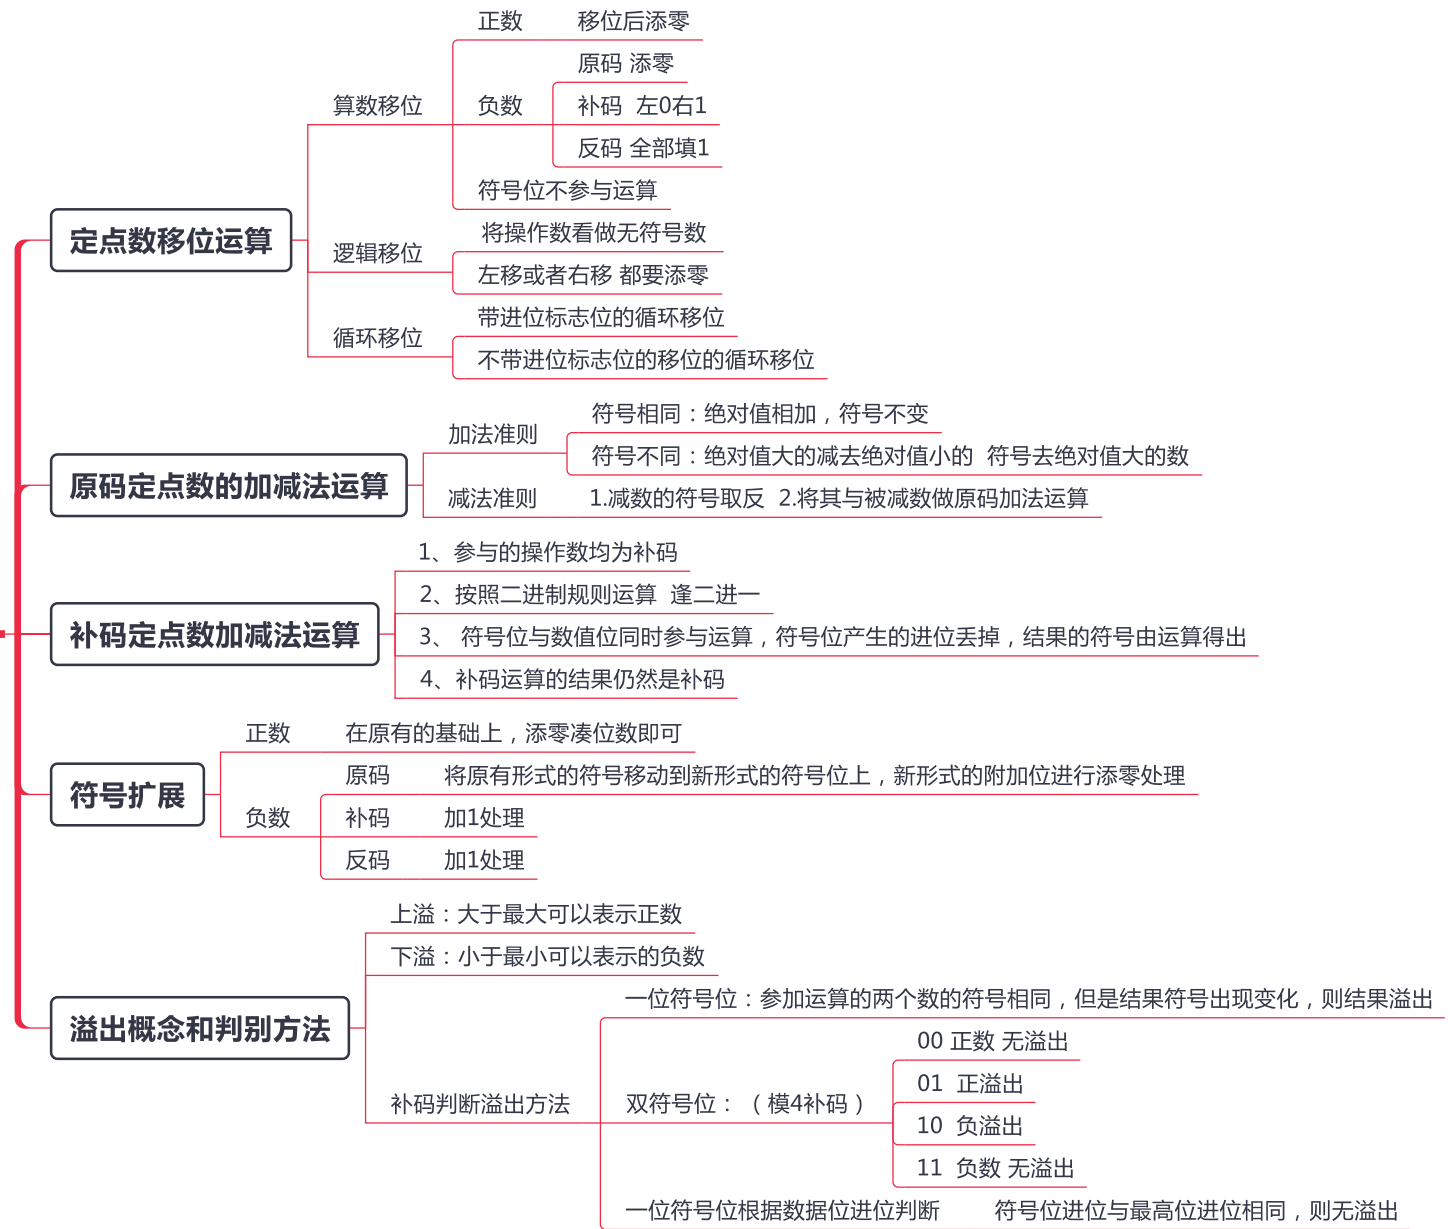 定点数移位运算
算数移位
正数 移位后添零
负数
原码 添零
补码 左0右1
反码 全部填1
符号位不参与运算
逻辑移位
将操作数看做无符号数
左移或者右移 都要添零
循环移位
带进位标志位的循环移位
不带进位标志位的移位的循环移位
原码定点数的加减法运算
加法准则
符号相同：绝对值相加，符号不变
符号不同：绝对值大的减去绝对值小的 符号去绝对值大的数
减法准则 1.减数的符号取反 2.将其与被减数做原码加法运算
补码定点数加减法运算
1、参与的操作数均为补码
2、按照二进制规则运算 逢二进一
3、 符号位与数值位同时参与运算，符号位产生的进位丢掉，结果的符号由运算得出
4、补码运算的结果仍然是补码
符号扩展
正数 在原有的基础上，添零凑位数即可
负数
原码 将原有形式的符号移动到新形式的符号位上，新形式的附加位进行添零处理
补码 加1处理
反码 加1处理
溢出概念和判别方法
上溢：大于最大可以表示正数
下溢：小于最小可以表示的负数
补码判断溢出方法
一位符号位：参加运算的两个数的符号相同，但是结果符号出现变化，则结果溢出
双符号位：（模4补码）
00 正数 无溢出
01 正溢出
10 负溢出
11 负数 无溢出
一位符号位根据数据位进位判断 符号位进位与最高位进位相同，则无溢出